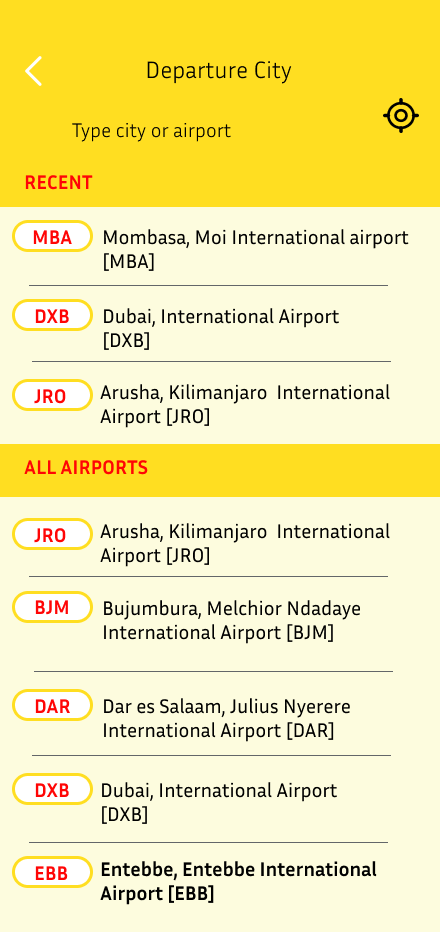 Departure City
Type city or airport
RECENT
MBA
Mombasa, Moi International airport
[MBA]
DXB
Dubai, International Airport
[DXB]
JRO
Arusha, Kilimanjaro  International
Airport [JRO]
ALL AIRPORTS
JRO
Arusha, Kilimanjaro  International
Airport [JRO]
BJM
Bujumbura, Melchior Ndadaye
International Airport [BJM]
DAR
Dar es Salaam, Julius Nyerere
International Airport [DAR]
DXB
Dubai, International Airport
[DXB]
EBB
Entebbe, Entebbe International
Airport [EBB]